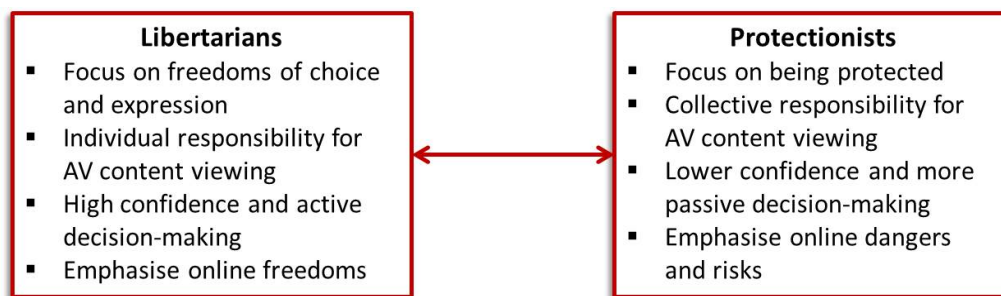 Libertarians
▪ Focus on freedoms of choice
and expression
▪ Individual responsibility for
AV content viewing
▪ High confidence and active
decision-making
▪ Emphasise online freedoms
Protectionists
▪ Focus on being protected
▪ Collective responsibility for
AV content viewing
▪ Lower confidence and more
passive decision-making
▪ Emphasise online dangers
and risks